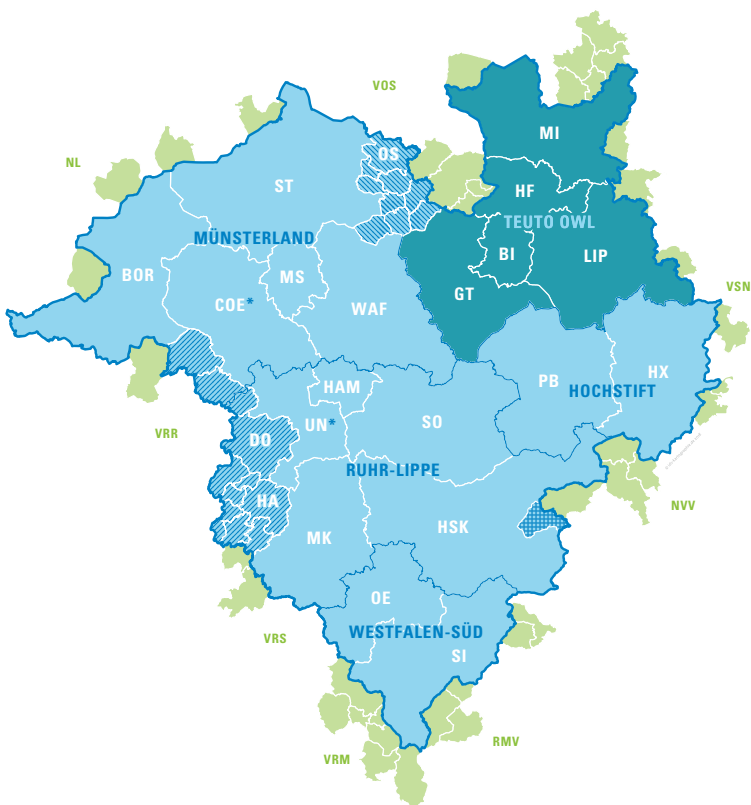 VOS
MI
OS
NL
ST
HF
TEUTO OWL
MÜNSTERLAND
BI
LIP
BOR
MS
VSN
COE*
WAF
GT
HX
PB
HAM
HOCHSTIFT
UN*
SO
VRR
DO
RUHR-LIPPE
HA
NVV
HSK
MK
OE
VRS
WESTFALEN-SÜD
SI
RMV
VRM